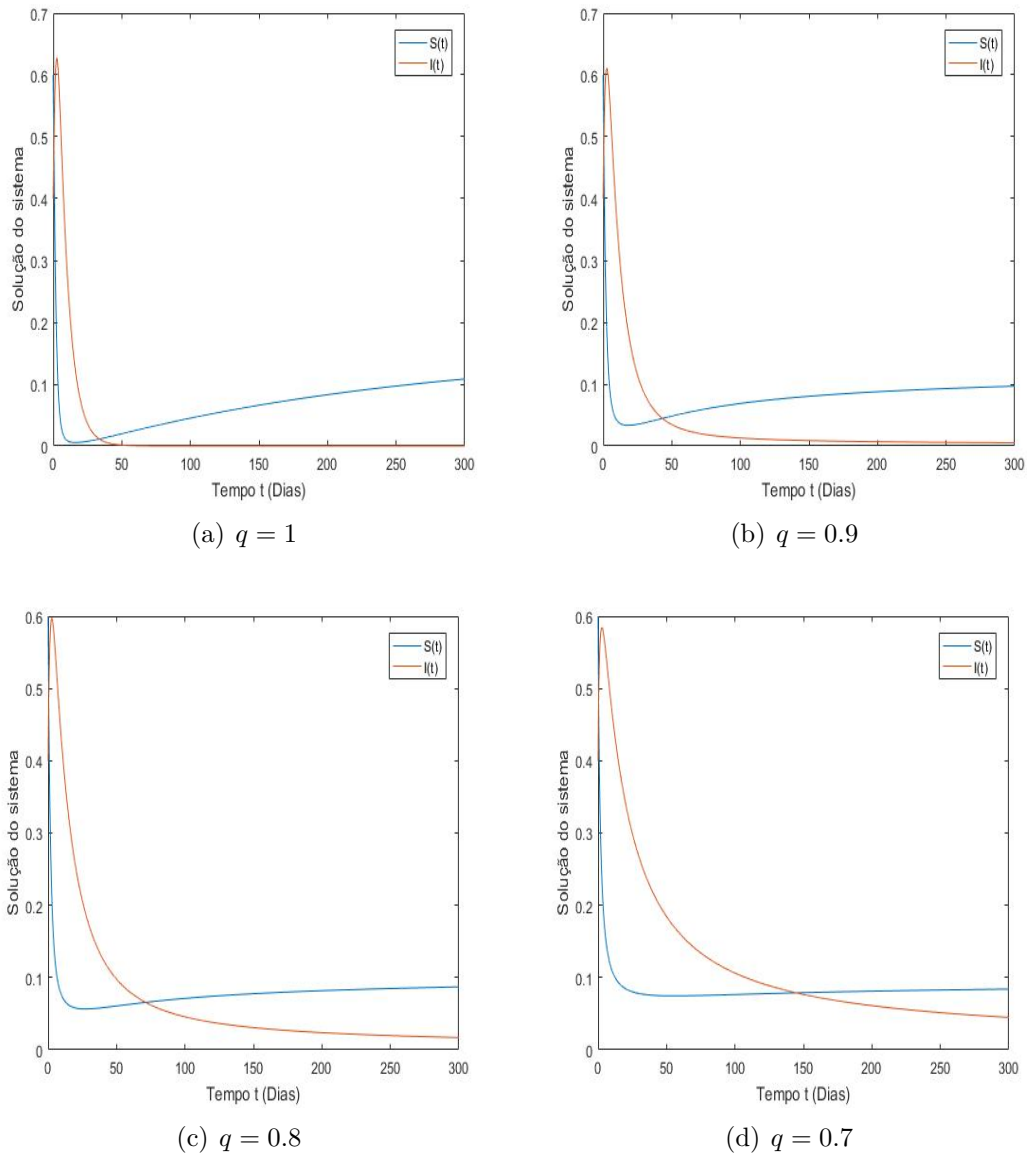 0.7
0.6
0.5
0.4
0.3
0.2
0.1
0
Solução do sistema
S(t)
I(t)
0 50 100 150 200 250 300
Tempo t (Dias)
(a) q = 1
0.7
0.6
0.5
0.4
0.3
0.2
0.1
0
Solução do sistema
S(t)
I(t)
0 50 100 150 200 250 300
Tempo t (Dias)
(b) q = 0.9
0.6
0.5
0.4
0.3
0.2
0.1
0
Solução do sistema
S(t)
I(t)
0 50 100 150 200 250 300
Tempo t (Dias)
(c) q = 0.8
0.6
0.5
0.4
0.3
0.2
0.1
0
Solução do sistema
S(t)
I(t)
0 50 100 150 200 250 300
Tempo t (Dias)
(d) q = 0.7